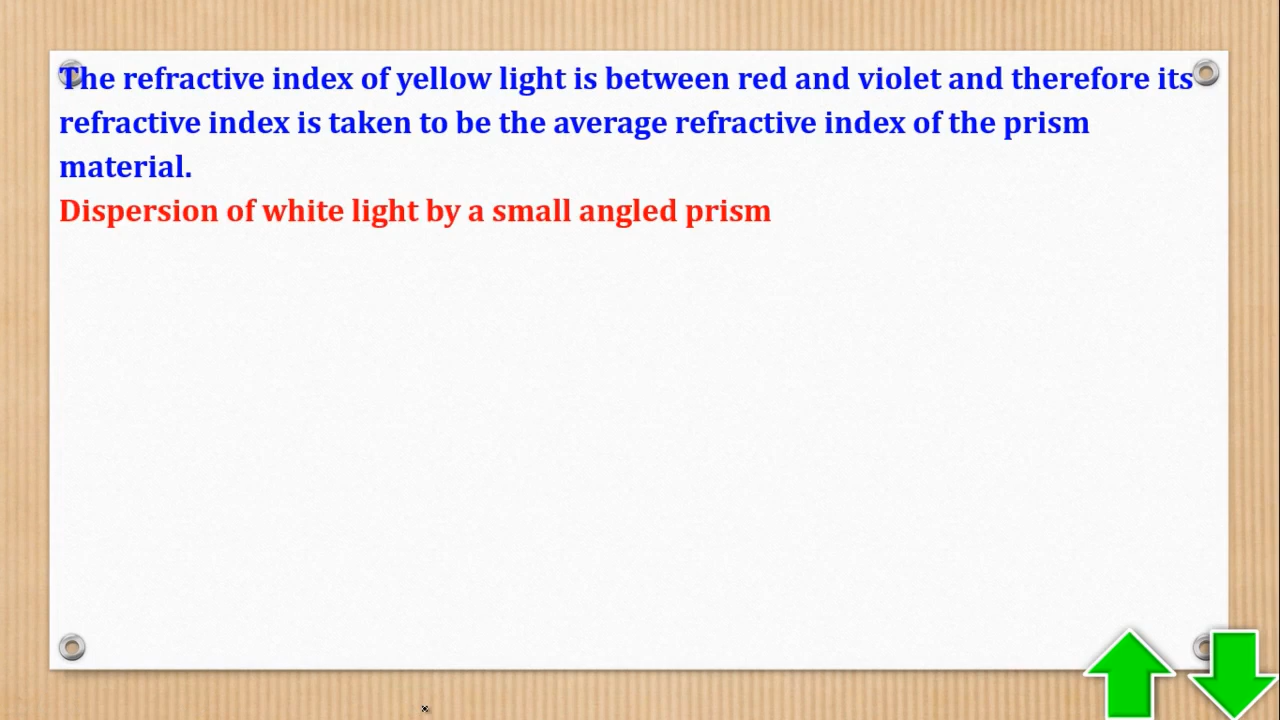 The refractive index of yellow light is between red and violet and therefore its
refractive index is taken to be the average refractive index of the prism
material.
Dispersion of white light by a small angled prism